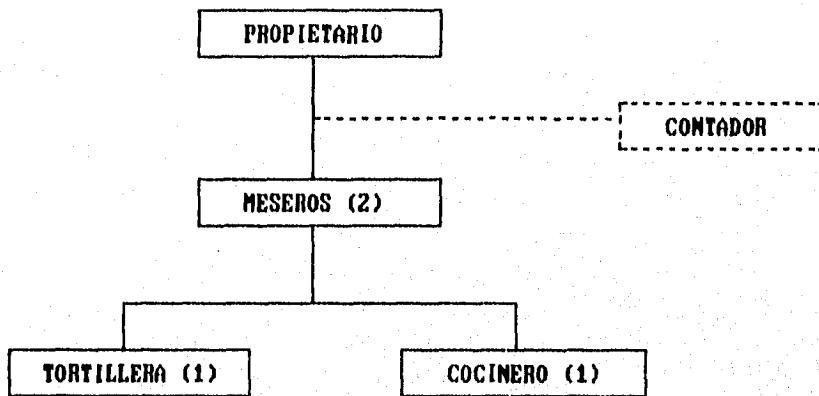 PROPIETARIO
CONTADOR
MESEROS (2)
TORTILLERA (1)
COCINERO (1)